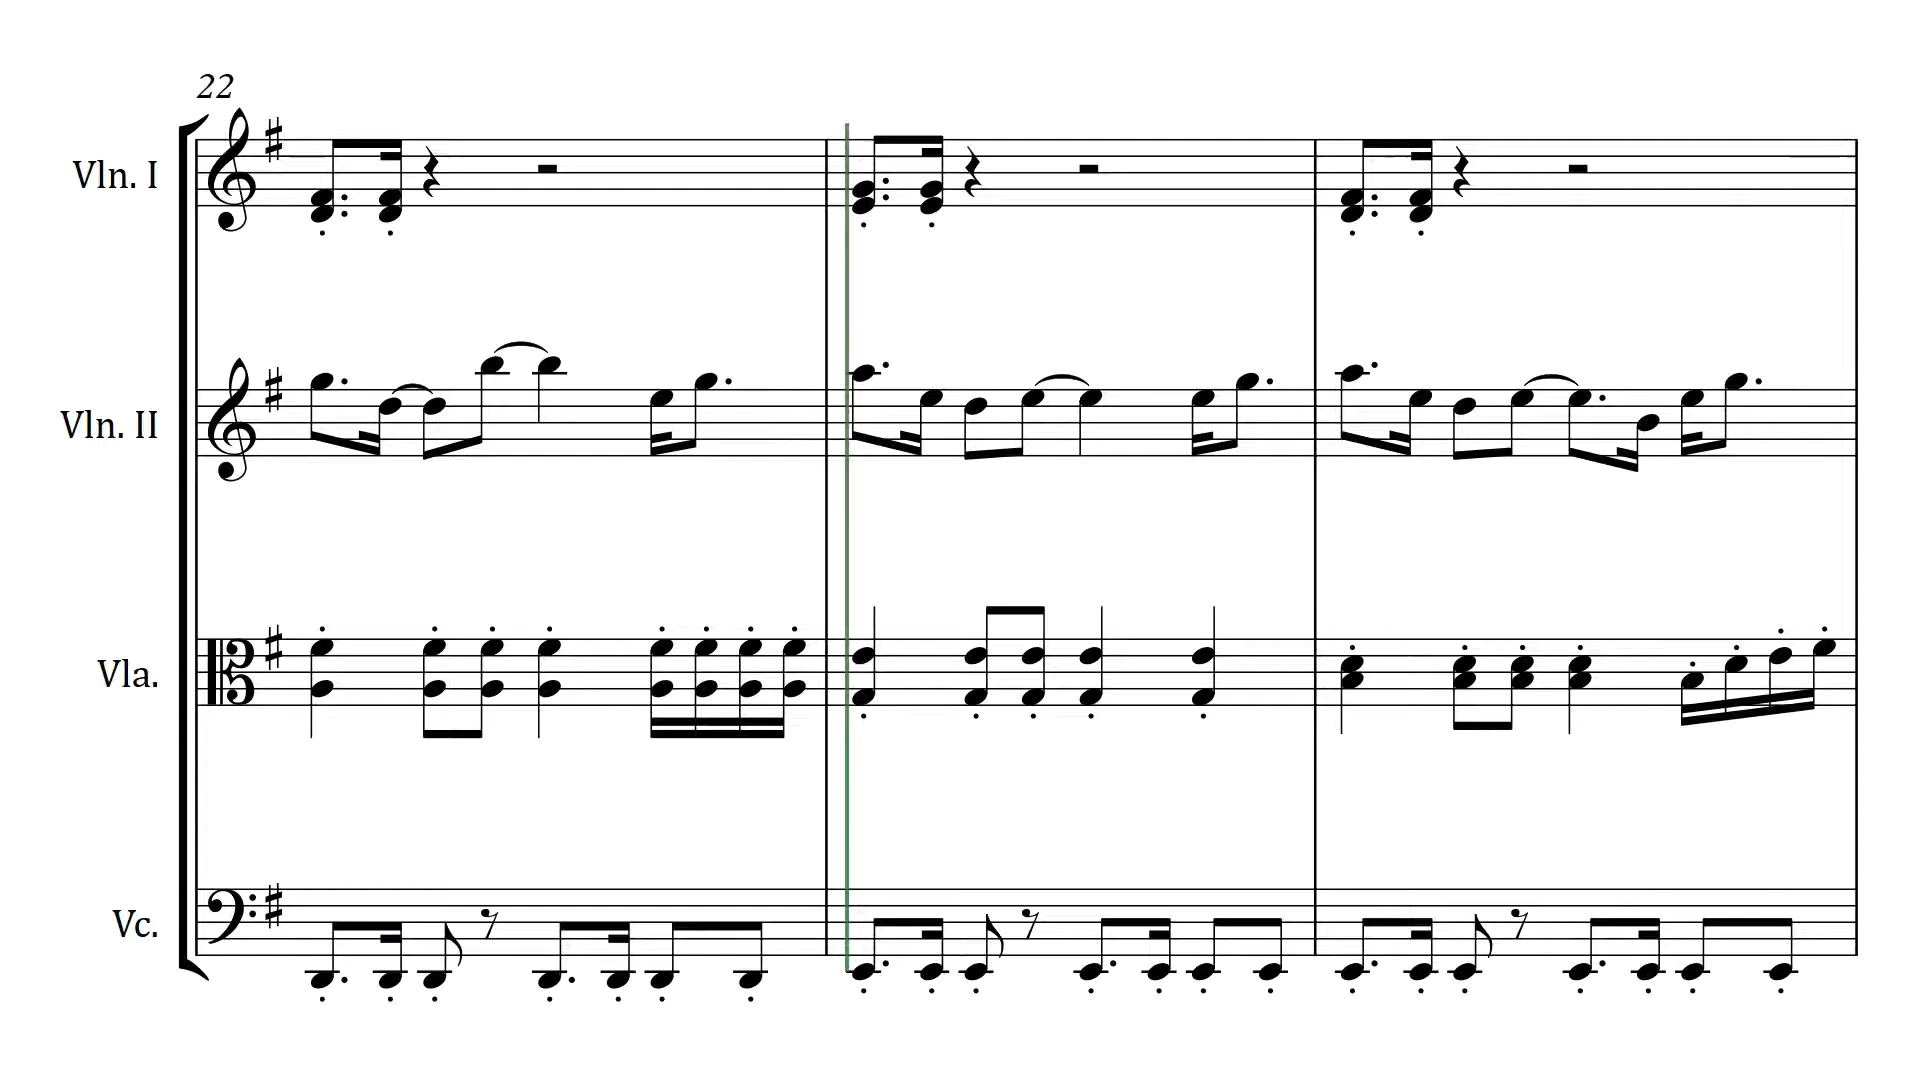 22
Vln. I
Vln. II
Vla.
Vc.